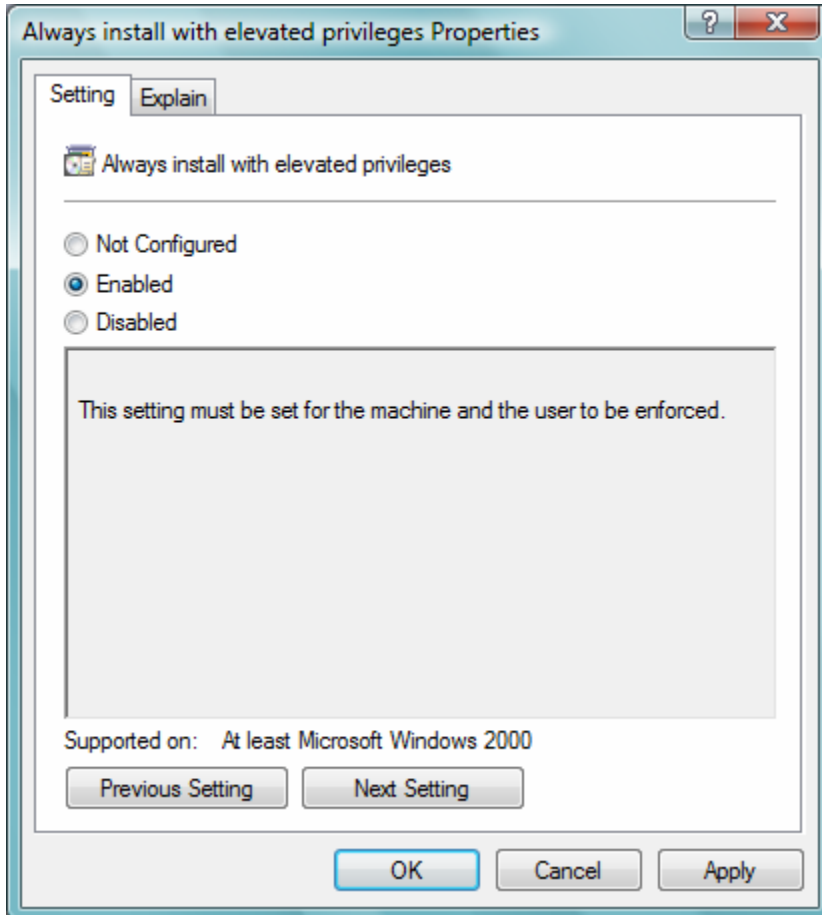 Always install with elevated privileges Properties
?
X
Setting
Explain
Always install with elevated privileges
Not Configured
Enabled
Disabled
This setting must be set for the machine and the user to be enforced.
Supported on: At least Microsoft Windows 2000
Previous Setting
Next Setting
OK
Cancel
Apply